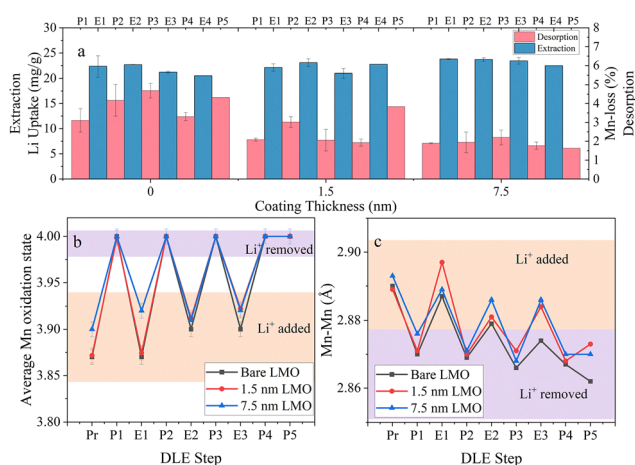 P1 E1 P2 E2 P3 E3 P4 E4 P5 P1 E1 P2 E2 P3 E3 P4 E4 P5 P1 E1 P2 E2 P3 E3 P4 E4 P5
30 8
25 7
20 6
15 5
10 4
5 3
0 2
1
0
a
Desorption
Extraction
Extraction
Li Uptake (mg/g)
Mn-loss (%)
Desorption
0 1.5 7.5
Coating Thickness (nm)
b
4.00
3.95
3.90
3.85
3.80
Average Mn oxidation state
Li⁺ removed
Li⁺ added
Bare LMO
1.5 nm LMO
7.5 nm LMO
Pr P1 E1 P2 E2 P3 E3 P4 P5
DLE Step
c
2.90
2.88
2.86
Mn-Mn (Å)
Li⁺ added
Li⁺ removed
Bare LMO
1.5 nm LMO
7.5 nm LMO
Pr P1 E1 P2 E2 P3 E3 P4 P5
DLE Step